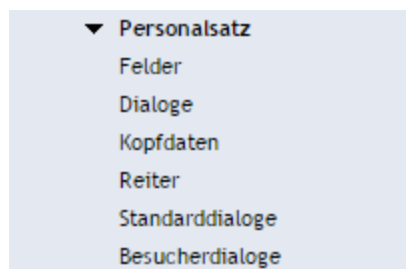 Personalsatz
Felder
Dialoge
Kopfdaten
Reiter
Standarddialoge
Besucherdialoge